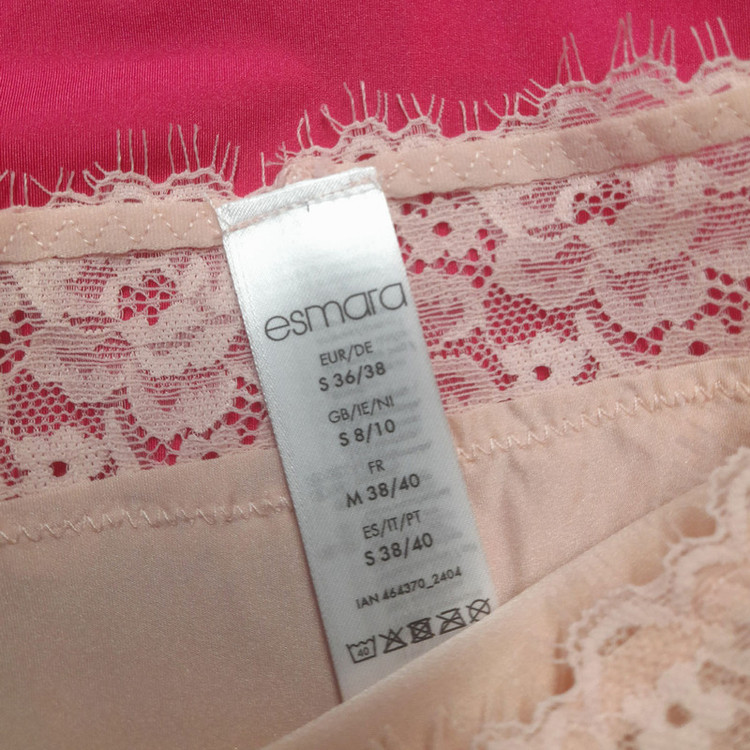 esmara
EUR/DE
S 36/38
GB/IE/NI
S 8/10
FR
M 38/40
ES/IT/PT
S 38/40
IAN 464370_2404
40